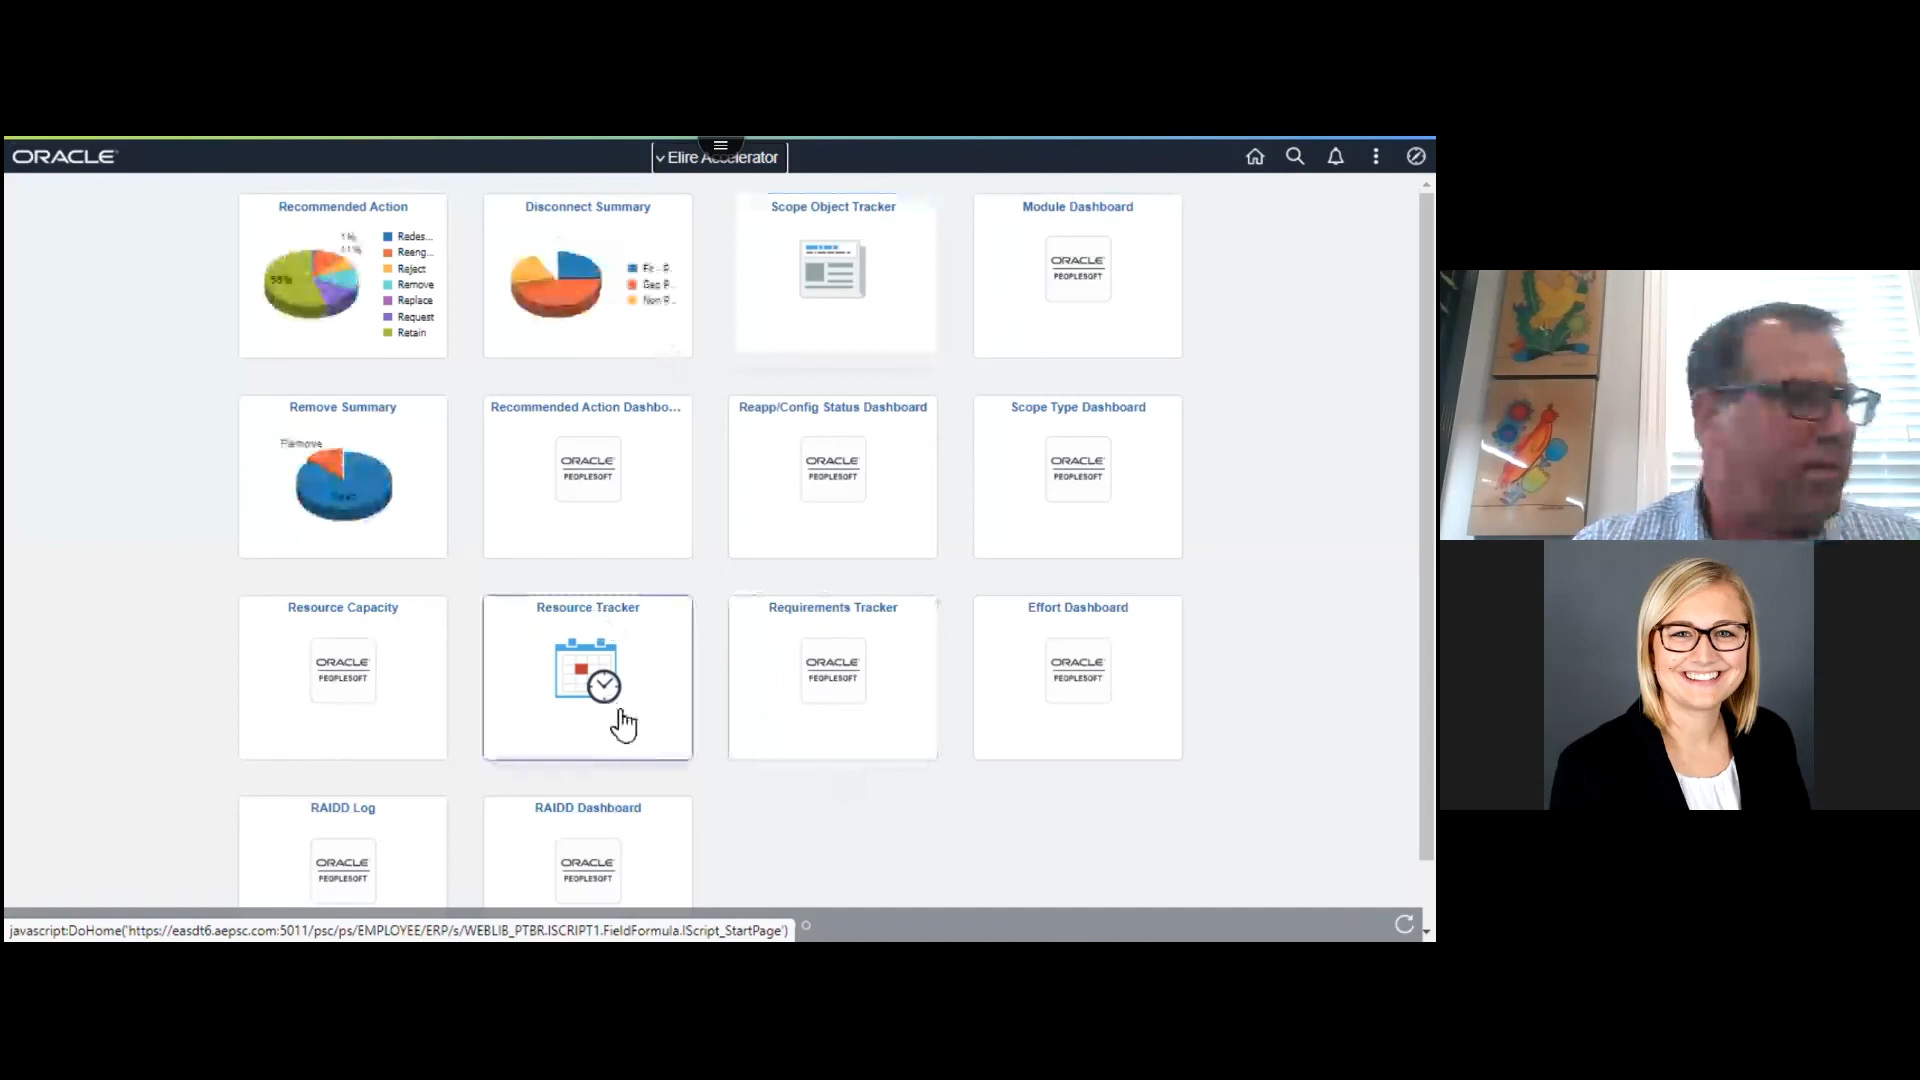 ORACLE
Elire Accelerator
Recommended Action
58%
11%
Redes...
Reeng...
Reject
Remove
Replace
Request
Retain
Disconnect Summary
Scope Object Tracker
Module Dashboard
ORACLE
PEOPLESOFT
Remove Summary
Remove
Recommended Action Dashbo...
ORACLE
PEOPLESOFT
Reapp/Config Status Dashboard
ORACLE
PEOPLESOFT
Scope Type Dashboard
ORACLE
PEOPLESOFT
Resource Capacity
ORACLE
PEOPLESOFT
Resource Tracker
Requirements Tracker
ORACLE
PEOPLESOFT
Effort Dashboard
ORACLE
PEOPLESOFT
RAIDD Log
ORACLE
PEOPLESOFT
RAIDD Dashboard
ORACLE
PEOPLESOFT
javascript:DoHome('https://easdt6.aepsc.com:5011/psc/ps/EMPLOYEE/ERP/s/WEBLIB_PTBR.ISCRIPT1.FieldFormula.IScript_StartPage')